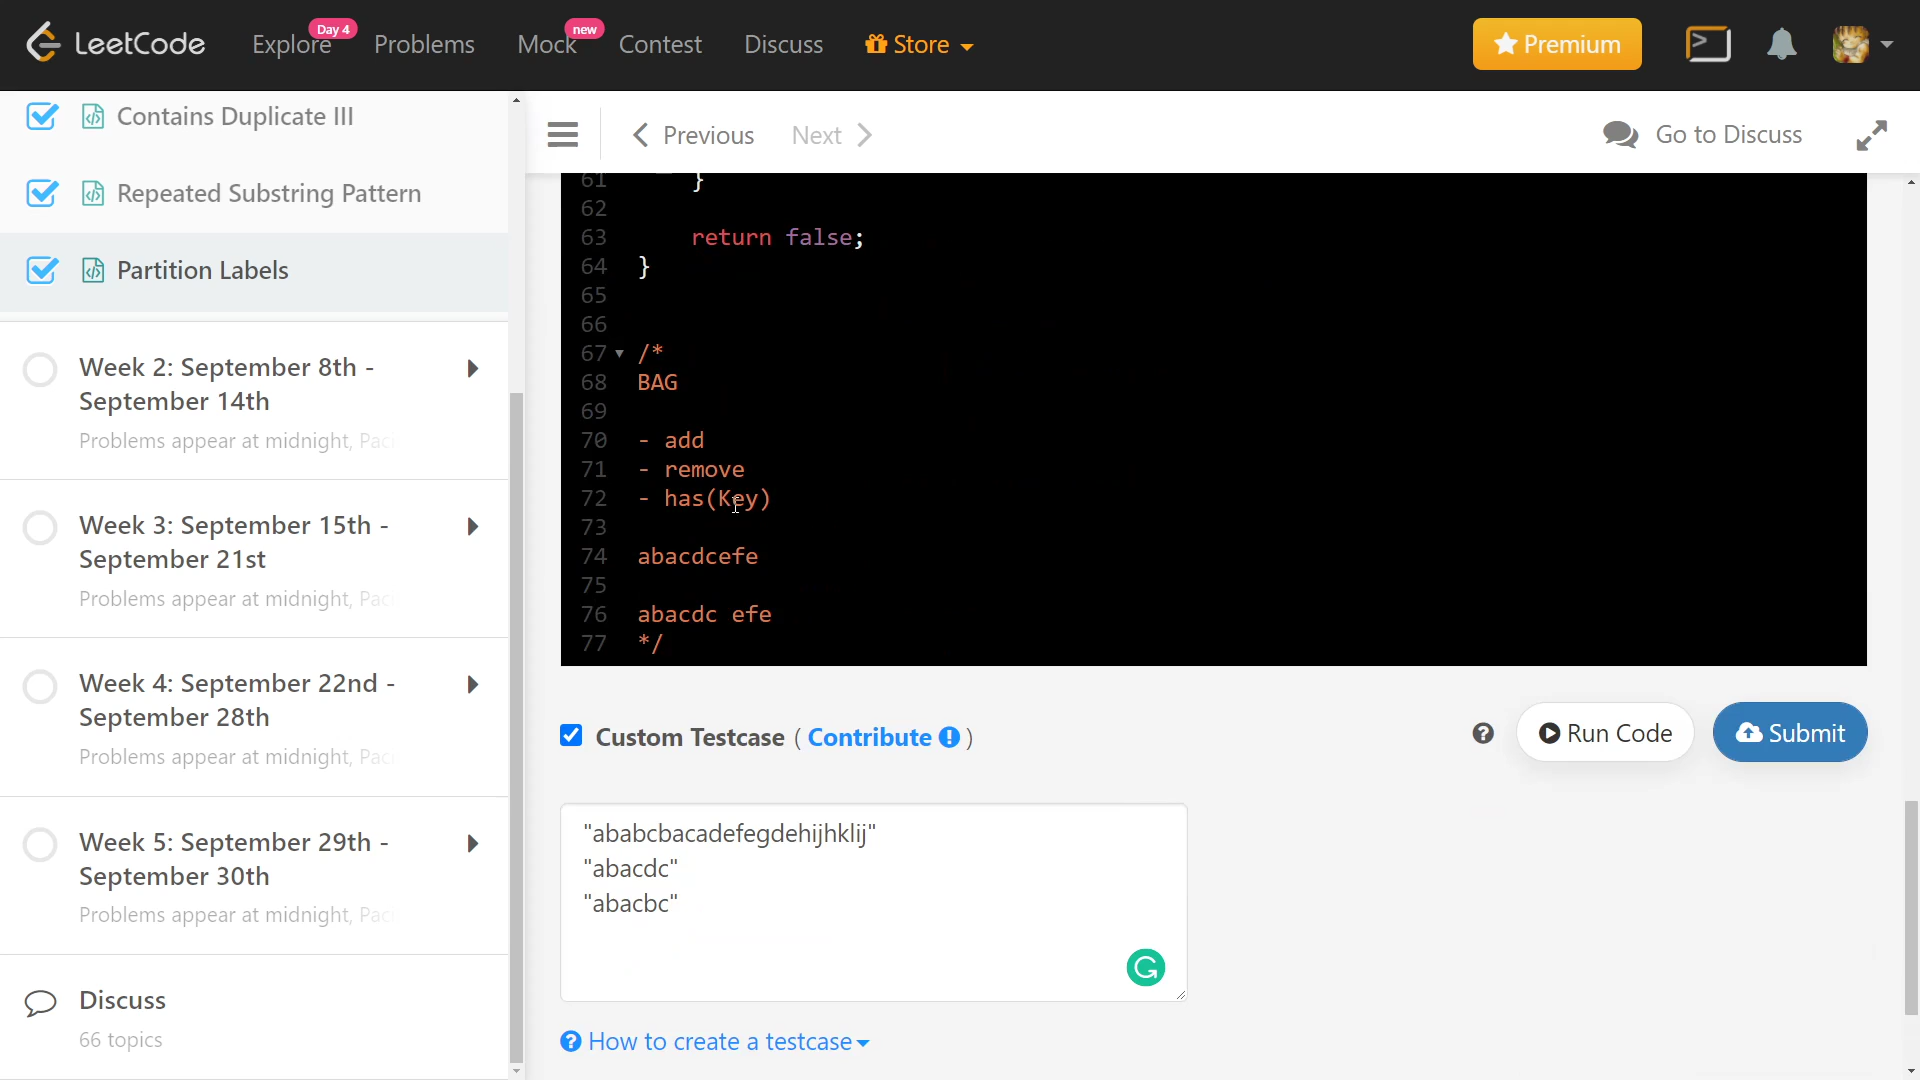 LeetCode
Explore
Day 4
Problems
Mock
new
Contest
Discuss
Store
Premium
Contains Duplicate III
Repeated Substring Pattern
Partition Labels
Week 2: September 8th -
September 14th
Problems appear at midnight, Pac
Week 3: September 15th -
September 21st
Problems appear at midnight, Pac
Week 4: September 22nd -
September 28th
Problems appear at midnight, Pac
Week 5: September 29th -
September 30th
Problems appear at midnight, Pac
Discuss
66 topics
Previous
Next
Go to Discuss
61 }
62
63 return false;
64 }
65
66
67 /*
68 BAG
69
70 - add
71 - remove
72 - has(Key)
73
74 abacdcefe
75
76 abacdc efe
77 */
Custom Testcase ( Contribute )
? Run Code
Submit
"ababcbacadefegdehijhklij"
"abacdc"
"abacbc"
? How to create a testcase